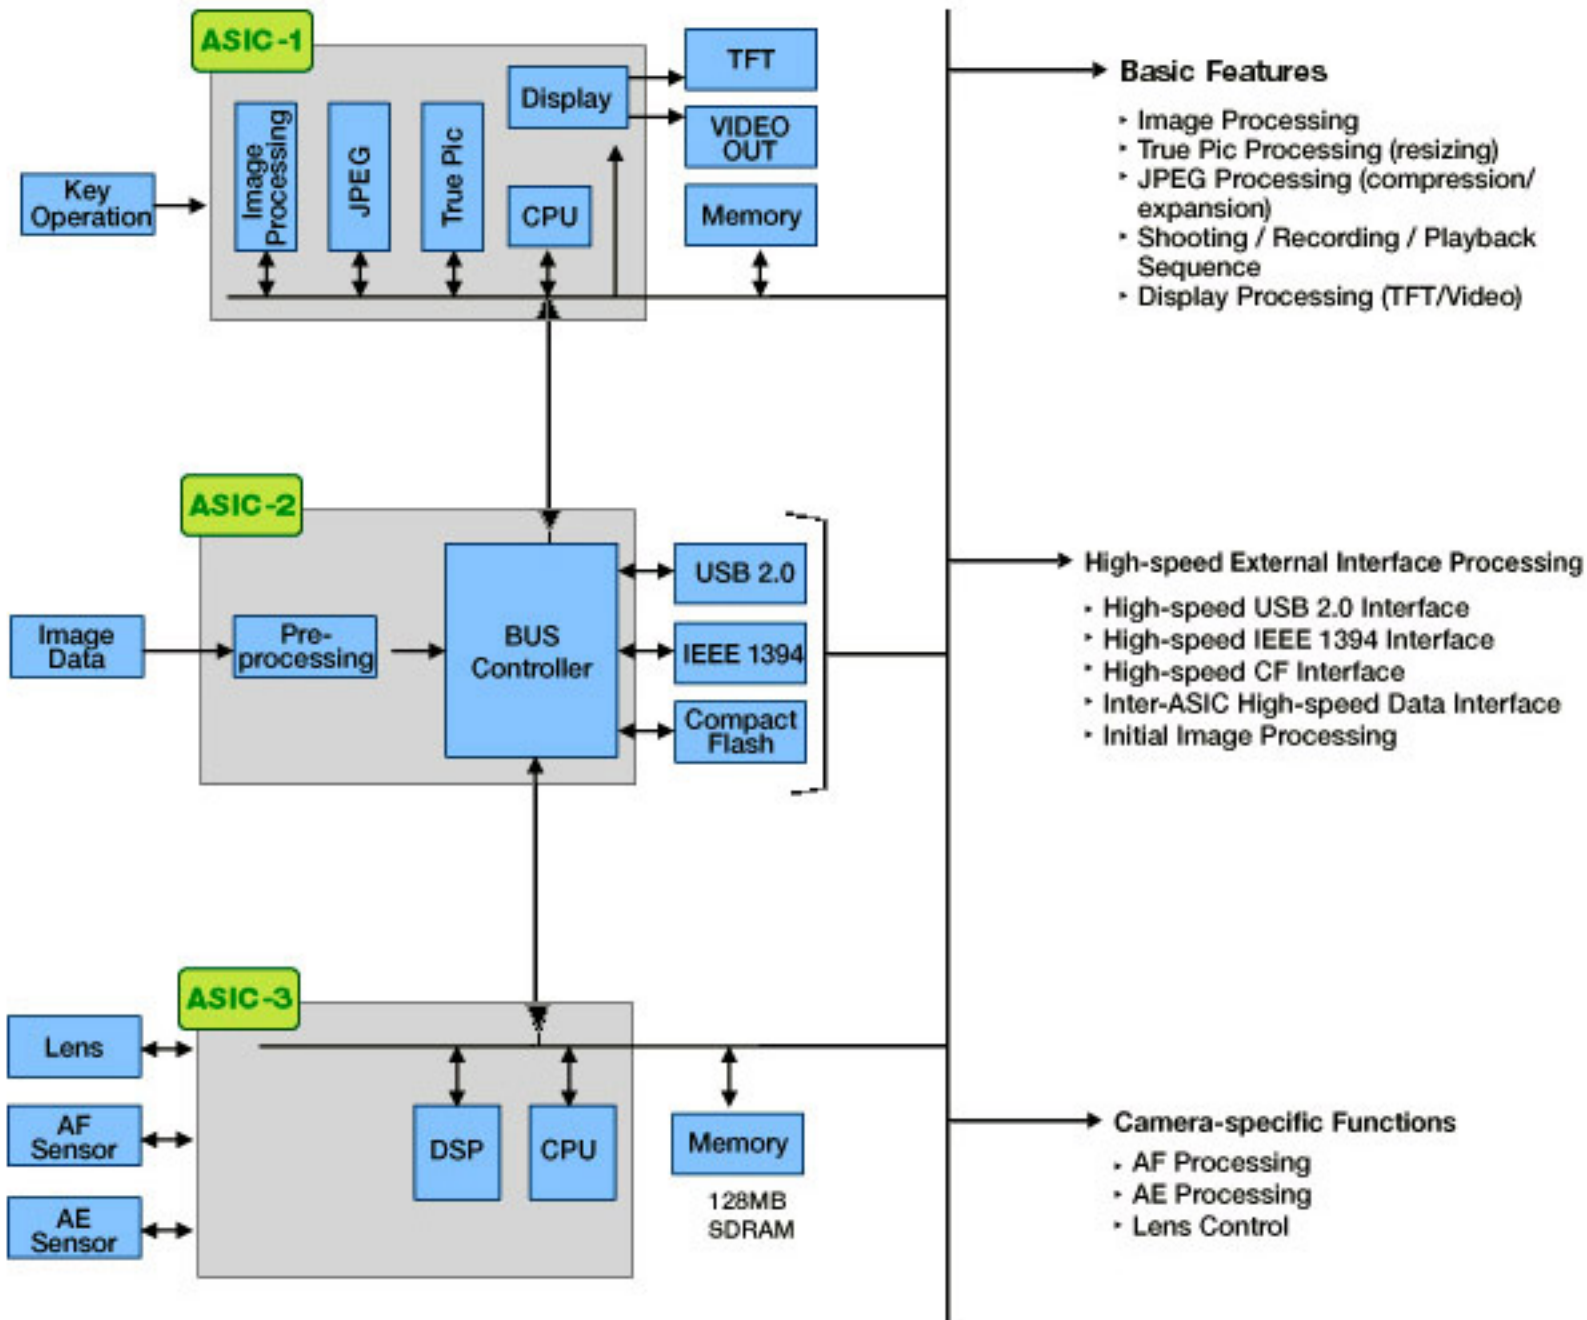 ASIC-1
Key
Operation
Image
Processing
JPEG
True Pic
Display
CPU
TFT
VIDEO
OUT
Memory
Basic Features
‣ Image Processing
‣ True Pic Processing (resizing)
‣ JPEG Processing (compression/
expansion)
‣ Shooting / Recording / Playback
Sequence
‣ Display Processing (TFT/Video)
ASIC-2
Image
Data
Pre-
processing
BUS
Controller
USB 2.0
IEEE 1394
Compact
Flash
High-speed External Interface Processing
‣ High-speed USB 2.0 Interface
‣ High-speed IEEE 1394 Interface
‣ High-speed CF Interface
‣ Inter-ASIC High-speed Data Interface
‣ Initial Image Processing
ASIC-3
Lens
AF
Sensor
AE
Sensor
DSP
CPU
Memory
128MB
SDRAM
Camera-specific Functions
‣ AF Processing
‣ AE Processing
‣ Lens Control